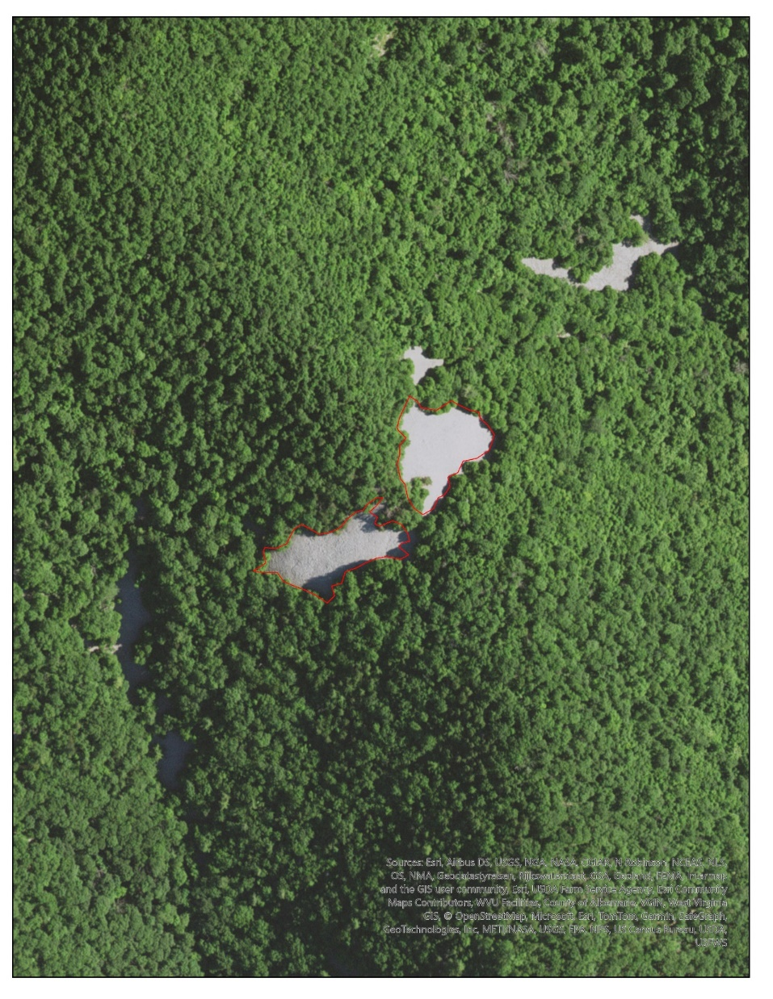 Sources: Esri, Airbus DS, USGS, NGA, NASA, CGIAR, N Robinson, NCEAS, NLS,
OS, NMA, Geodatastyrelsen, Rijkswaterstaat, GSA, Geoland, FEMA, Intermap
and the GIS user community, Esri, USDA Farm Service Agency, Esri Community
Maps Contributors, WVU Facilities, County of Albemarle, VGIN, West Virginia
GIS, © OpenStreetMap, Microsoft, Esri, TomTom, Garmin, SafeGraph,
GeoTechnologies, Inc, METI/NASA, USGS, EPA, NPS, US Census Bureau, USDA,
USFWS